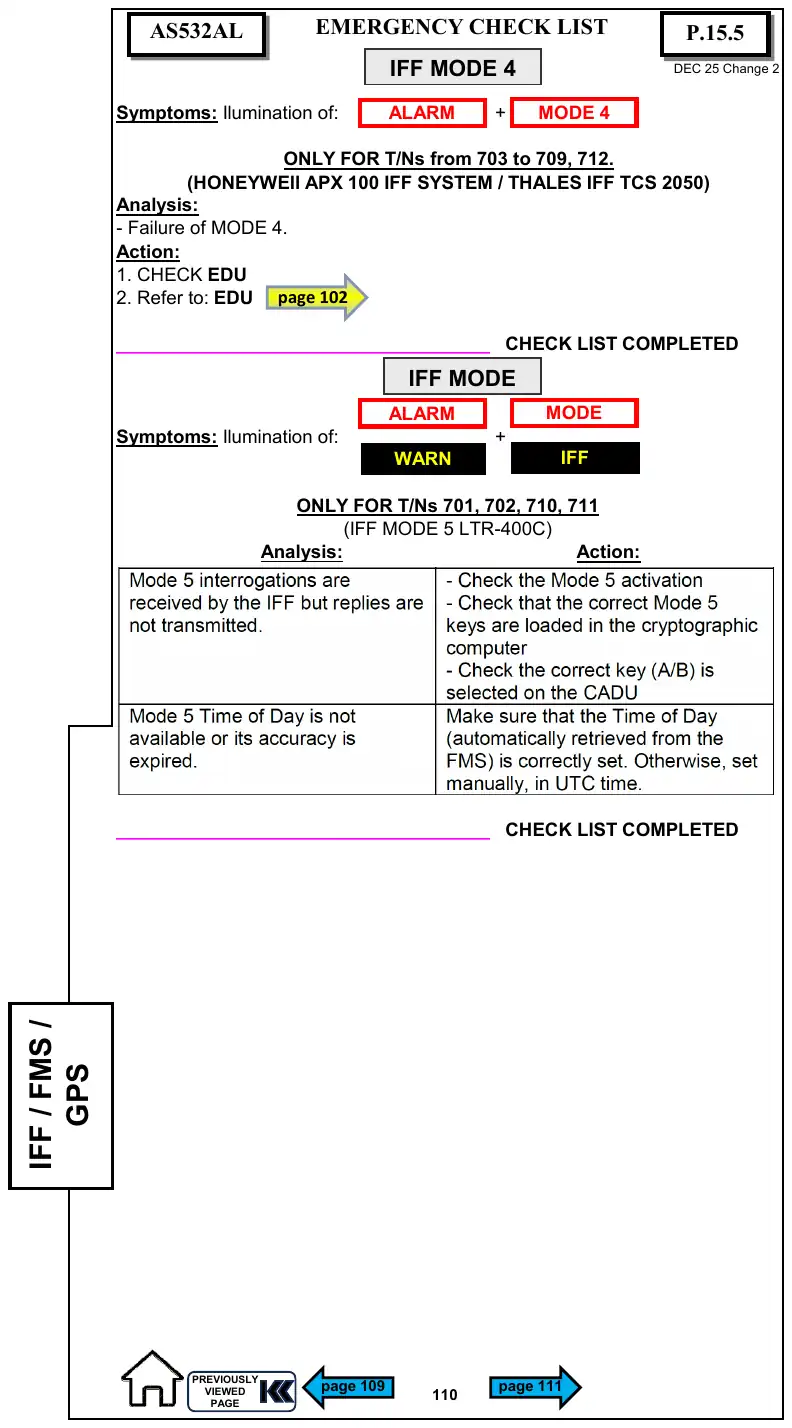 AS532AL
EMERGENCY CHECK LIST
P.15.5
DEC 25 Change 2
IFF MODE 4
Symptoms: Ilumination of:
ALARM
+
MODE 4
ONLY FOR T/Ns from 703 to 709, 712.
(HONEYWEll APX 100 IFF SYSTEM / THALES IFF TCS 2050)
Analysis:
- Failure of MODE 4.
Action:
1. CHECK EDU
2. Refer to: EDU
page 102
CHECK LIST COMPLETED
IFF MODE
ALARM
MODE
Symptoms: Ilumination of:
+
WARN
IFF
ONLY FOR T/Ns 701, 702, 710, 711
(IFF MODE 5 LTR-400C)
Analysis:
Action:
Mode 5 interrogations are
received by the IFF but replies are
not transmitted.
- Check the Mode 5 activation
- Check that the correct Mode 5
keys are loaded in the cryptographic
computer
- Check the correct key (A/B) is
selected on the CADU
Mode 5 Time of Day is not
available or its accuracy is
expired.
Make sure that the Time of Day
(automatically retrieved from the
FMS) is correctly set. Otherwise, set
manually, in UTC time.
CHECK LIST COMPLETED
IFF / FMS /
GPS
PREVIOUSLY
VIEWED
PAGE
page 109
110
page 111